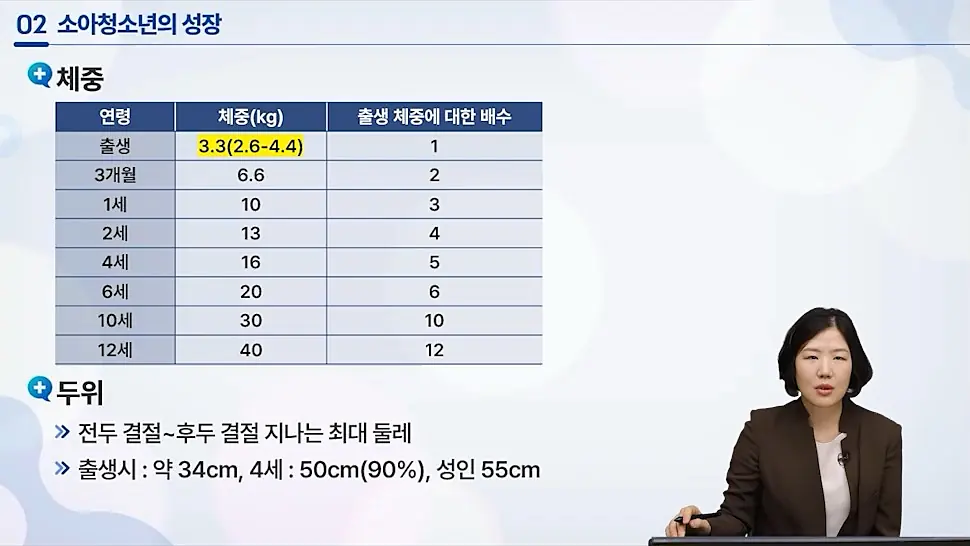 02 소아청소년의 성장
체중
연령 체중(kg) 출생 체중에 대한 배수
출생 3.3(2.6-4.4) 1
3개월 6.6 2
1세 10 3
2세 13 4
4세 16 5
6세 20 6
10세 30 10
12세 40 12
두위
» 전두 결절~후두 결절 지나는 최대 둘레
» 출생시 : 약 34cm, 4세 : 50cm(90%), 성인 55cm